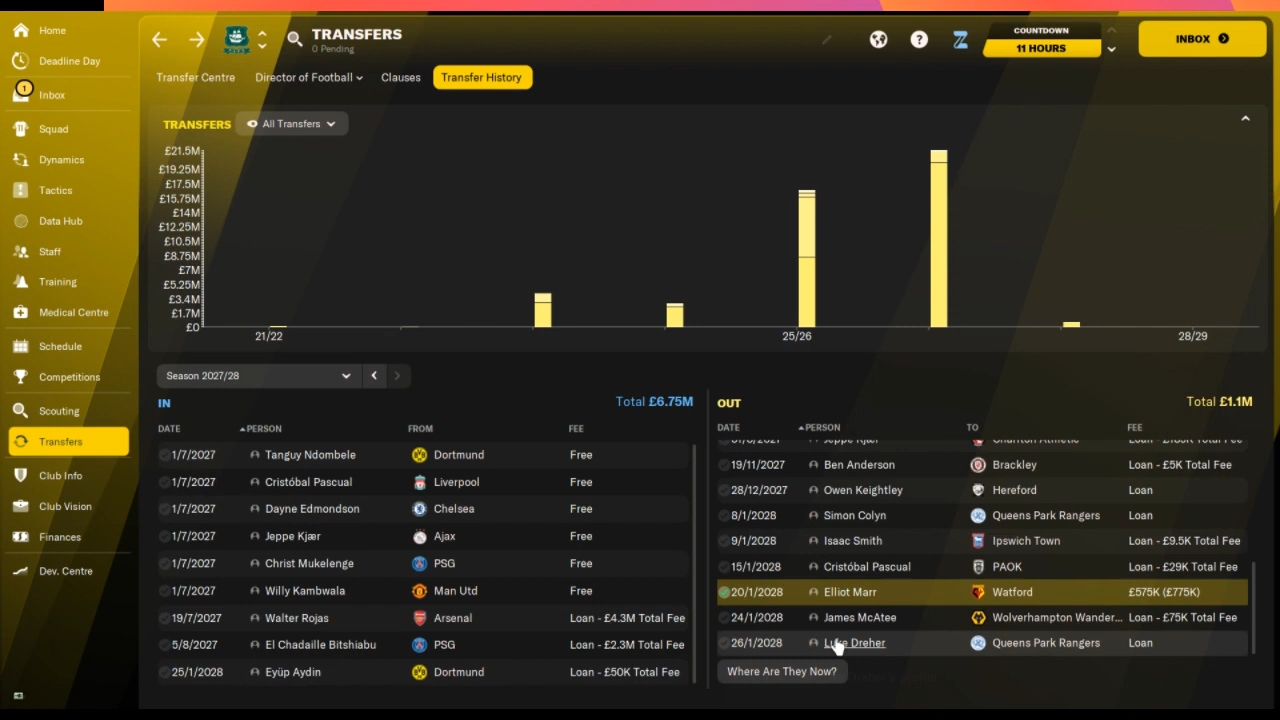 Home
Deadline Day
1
Inbox
Squad
Dynamics
Tactics
Data Hub
Staff
Training
Medical Centre
Schedule
Competitions
Scouting
Transfers
Club Info
Club Vision
Finances
Dev. Centre
TRANSFERS
0 Pending
?
COUNTDOWN
11 HOURS
INBOX
Transfer Centre Director of Football Clauses Transfer History
TRANSFERS All Transfers
£21.5M
£19.25M
£17.5M
£15.75M
£14M
£12.25M
£10.5M
£8.75M
£7M
£5.25M
£3.4M
£1.7M
£0
21/22 25/26 28/29
Season 2027/28
IN Total £6.75M
DATE PERSON FROM FEE
1/7/2027 Tanguy Ndombele Dortmund Free
1/7/2027 Cristóbal Pascual Liverpool Free
1/7/2027 Dayne Edmondson Chelsea Free
1/7/2027 Jeppe Kjær Ajax Free
1/7/2027 Christ Mukelenge PSG Free
1/7/2027 Willy Kambwala Man Utd Free
19/7/2027 Walter Rojas Arsenal Loan - £4.3M Total Fee
5/8/2027 El Chadaille Bitshiabu PSG Loan - £2.3M Total Fee
25/1/2028 Eyüp Aydin Dortmund Loan - £50K Total Fee
OUT Total £1.1M
DATE PERSON TO FEE
Jeppe Kjær Charlton Athletic
19/11/2027 Ben Anderson Brackley Loan - £5K Total Fee
28/12/2027 Owen Keightley Hereford Loan
8/1/2028 Simon Colyn Queens Park Rangers Loan
9/1/2028 Isaac Smith Ipswich Town Loan - £9.5K Total Fee
15/1/2028 Cristóbal Pascual PAOK Loan - £29K Total Fee
20/1/2028 Elliot Marr Watford £575K (£775K)
24/1/2028 James McAtee Wolverhampton Wander... Loan - £75K Total Fee
26/1/2028 Luke Dreher Queens Park Rangers Loan
Where Are They Now?